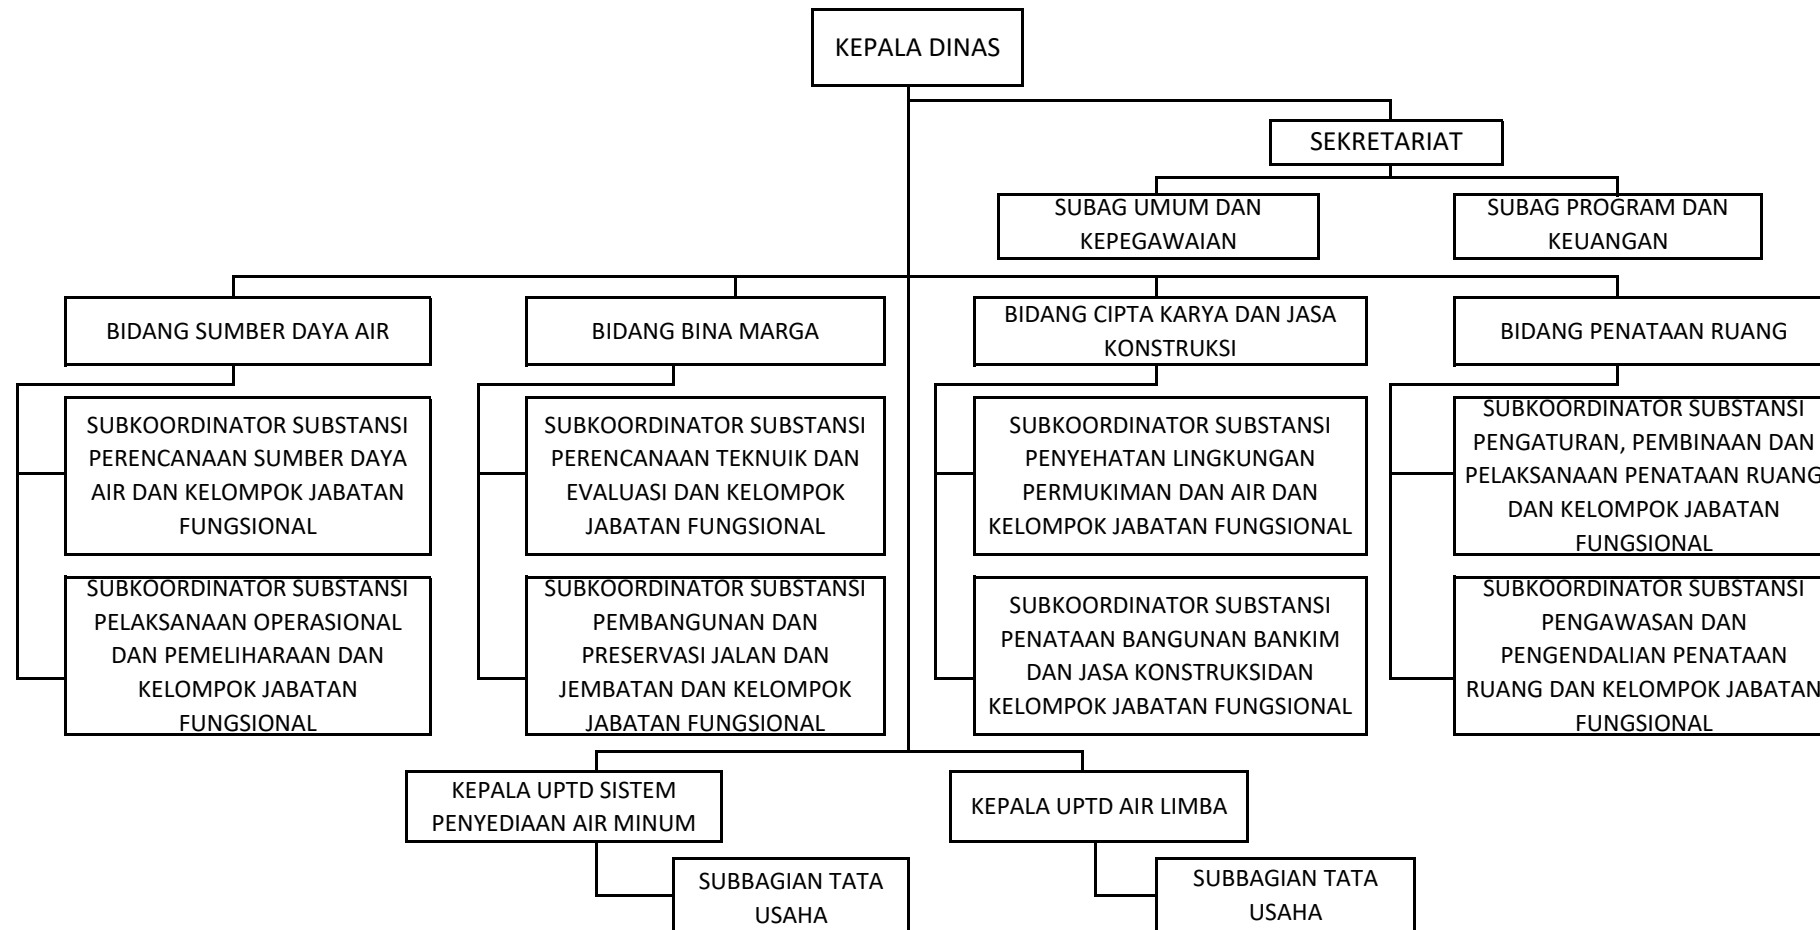 KEPALA DINAS
SEKRETARIAT
SUBAG UMUM DAN
KEPEGAWAIAN
SUBAG PROGRAM DAN
KEUANGAN
BIDANG SUMBER DAYA AIR
BIDANG BINA MARGA
BIDANG CIPTA KARYA DAN JASA
KONSTRUKSI
BIDANG PENATAAN RUANG
SUBKOORDINATOR SUBSTANSI
PERENCANAAN SUMBER DAYA
AIR DAN KELOMPOK JABATAN
FUNGSIONAL
SUBKOORDINATOR SUBSTANSI
PERENCANAAN TEKNUIK DAN
EVALUASI DAN KELOMPOK
JABATAN FUNGSIONAL
SUBKOORDINATOR SUBSTANSI
PENYEHATAN LINGKUNGAN
PERMUKIMAN DAN AIR DAN
KELOMPOK JABATAN FUNGSIONAL
SUBKOORDINATOR SUBSTANSI
PENGATURAN, PEMBINAAN DAN
PELAKSANAAN PENATAAN RUANG
DAN KELOMPOK JABATAN
FUNGSIONAL
SUBKOORDINATOR SUBSTANSI
PELAKSANAAN OPERASIONAL
DAN PEMELIHARAAN DAN
KELOMPOK JABATAN
FUNGSIONAL
SUBKOORDINATOR SUBSTANSI
PEMBANGUNAN DAN
PRESERVASI JALAN DAN
JEMBATAN DAN KELOMPOK
JABATAN FUNGSIONAL
SUBKOORDINATOR SUBSTANSI
PENATAAN BANGUNAN BANKIM
DAN JASA KONSTRUKSIDAN
KELOMPOK JABATAN FUNGSIONAL
SUBKOORDINATOR SUBSTANSI
PENGAWASAN DAN
PENGENDALIAN PENATAAN
RUANG DAN KELOMPOK JABATAN
FUNGSIONAL
KEPALA UPTD SISTEM
PENYEDIAAN AIR MINUM
KEPALA UPTD AIR LIMBA
SUBBAGIAN TATA
USAHA
SUBBAGIAN TATA
USAHA